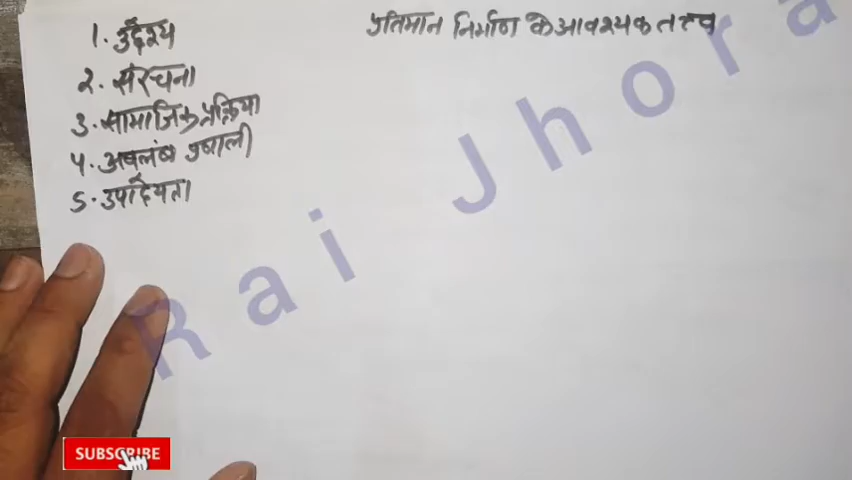 प्रतिमान निर्माण के आवश्यक तत्त्व
1. उद्देश्य
2. संरचना
3. सामाजिक प्रक्रिया
4. अवलंब प्रणाली
5. उपादेयता
Rai Jhora
SUBSCRIBE